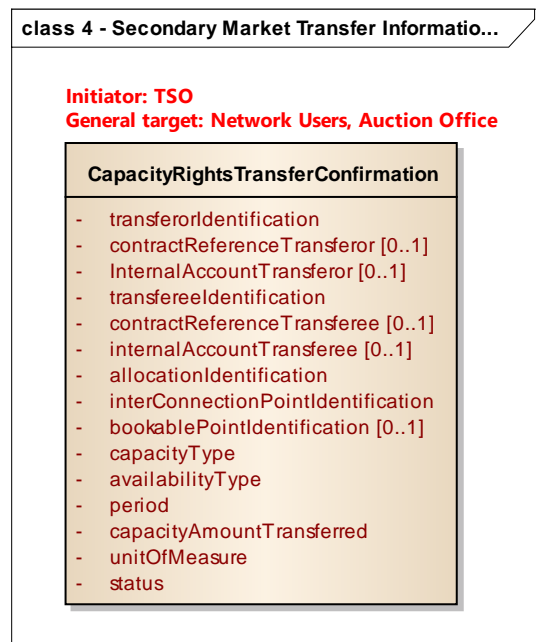 class 4 - Secondary Market Transfer Informatio...
Initiator: TSO
General target: Network Users, Auction Office
CapacityRightsTransferConfirmation
- transferorIdentification
- contractReferenceTransferor [0..1]
- InternalAccountTransferor [0..1]
- transfereeIdentification
- contractReferenceTransferee [0..1]
- internalAccountTransferee [0..1]
- allocationIdentification
- interConnectionPointIdentification
- bookablePointIdentification [0..1]
- capacityType
- availabilityType
- period
- capacityAmountTransferred
- unitOfMeasure
- status